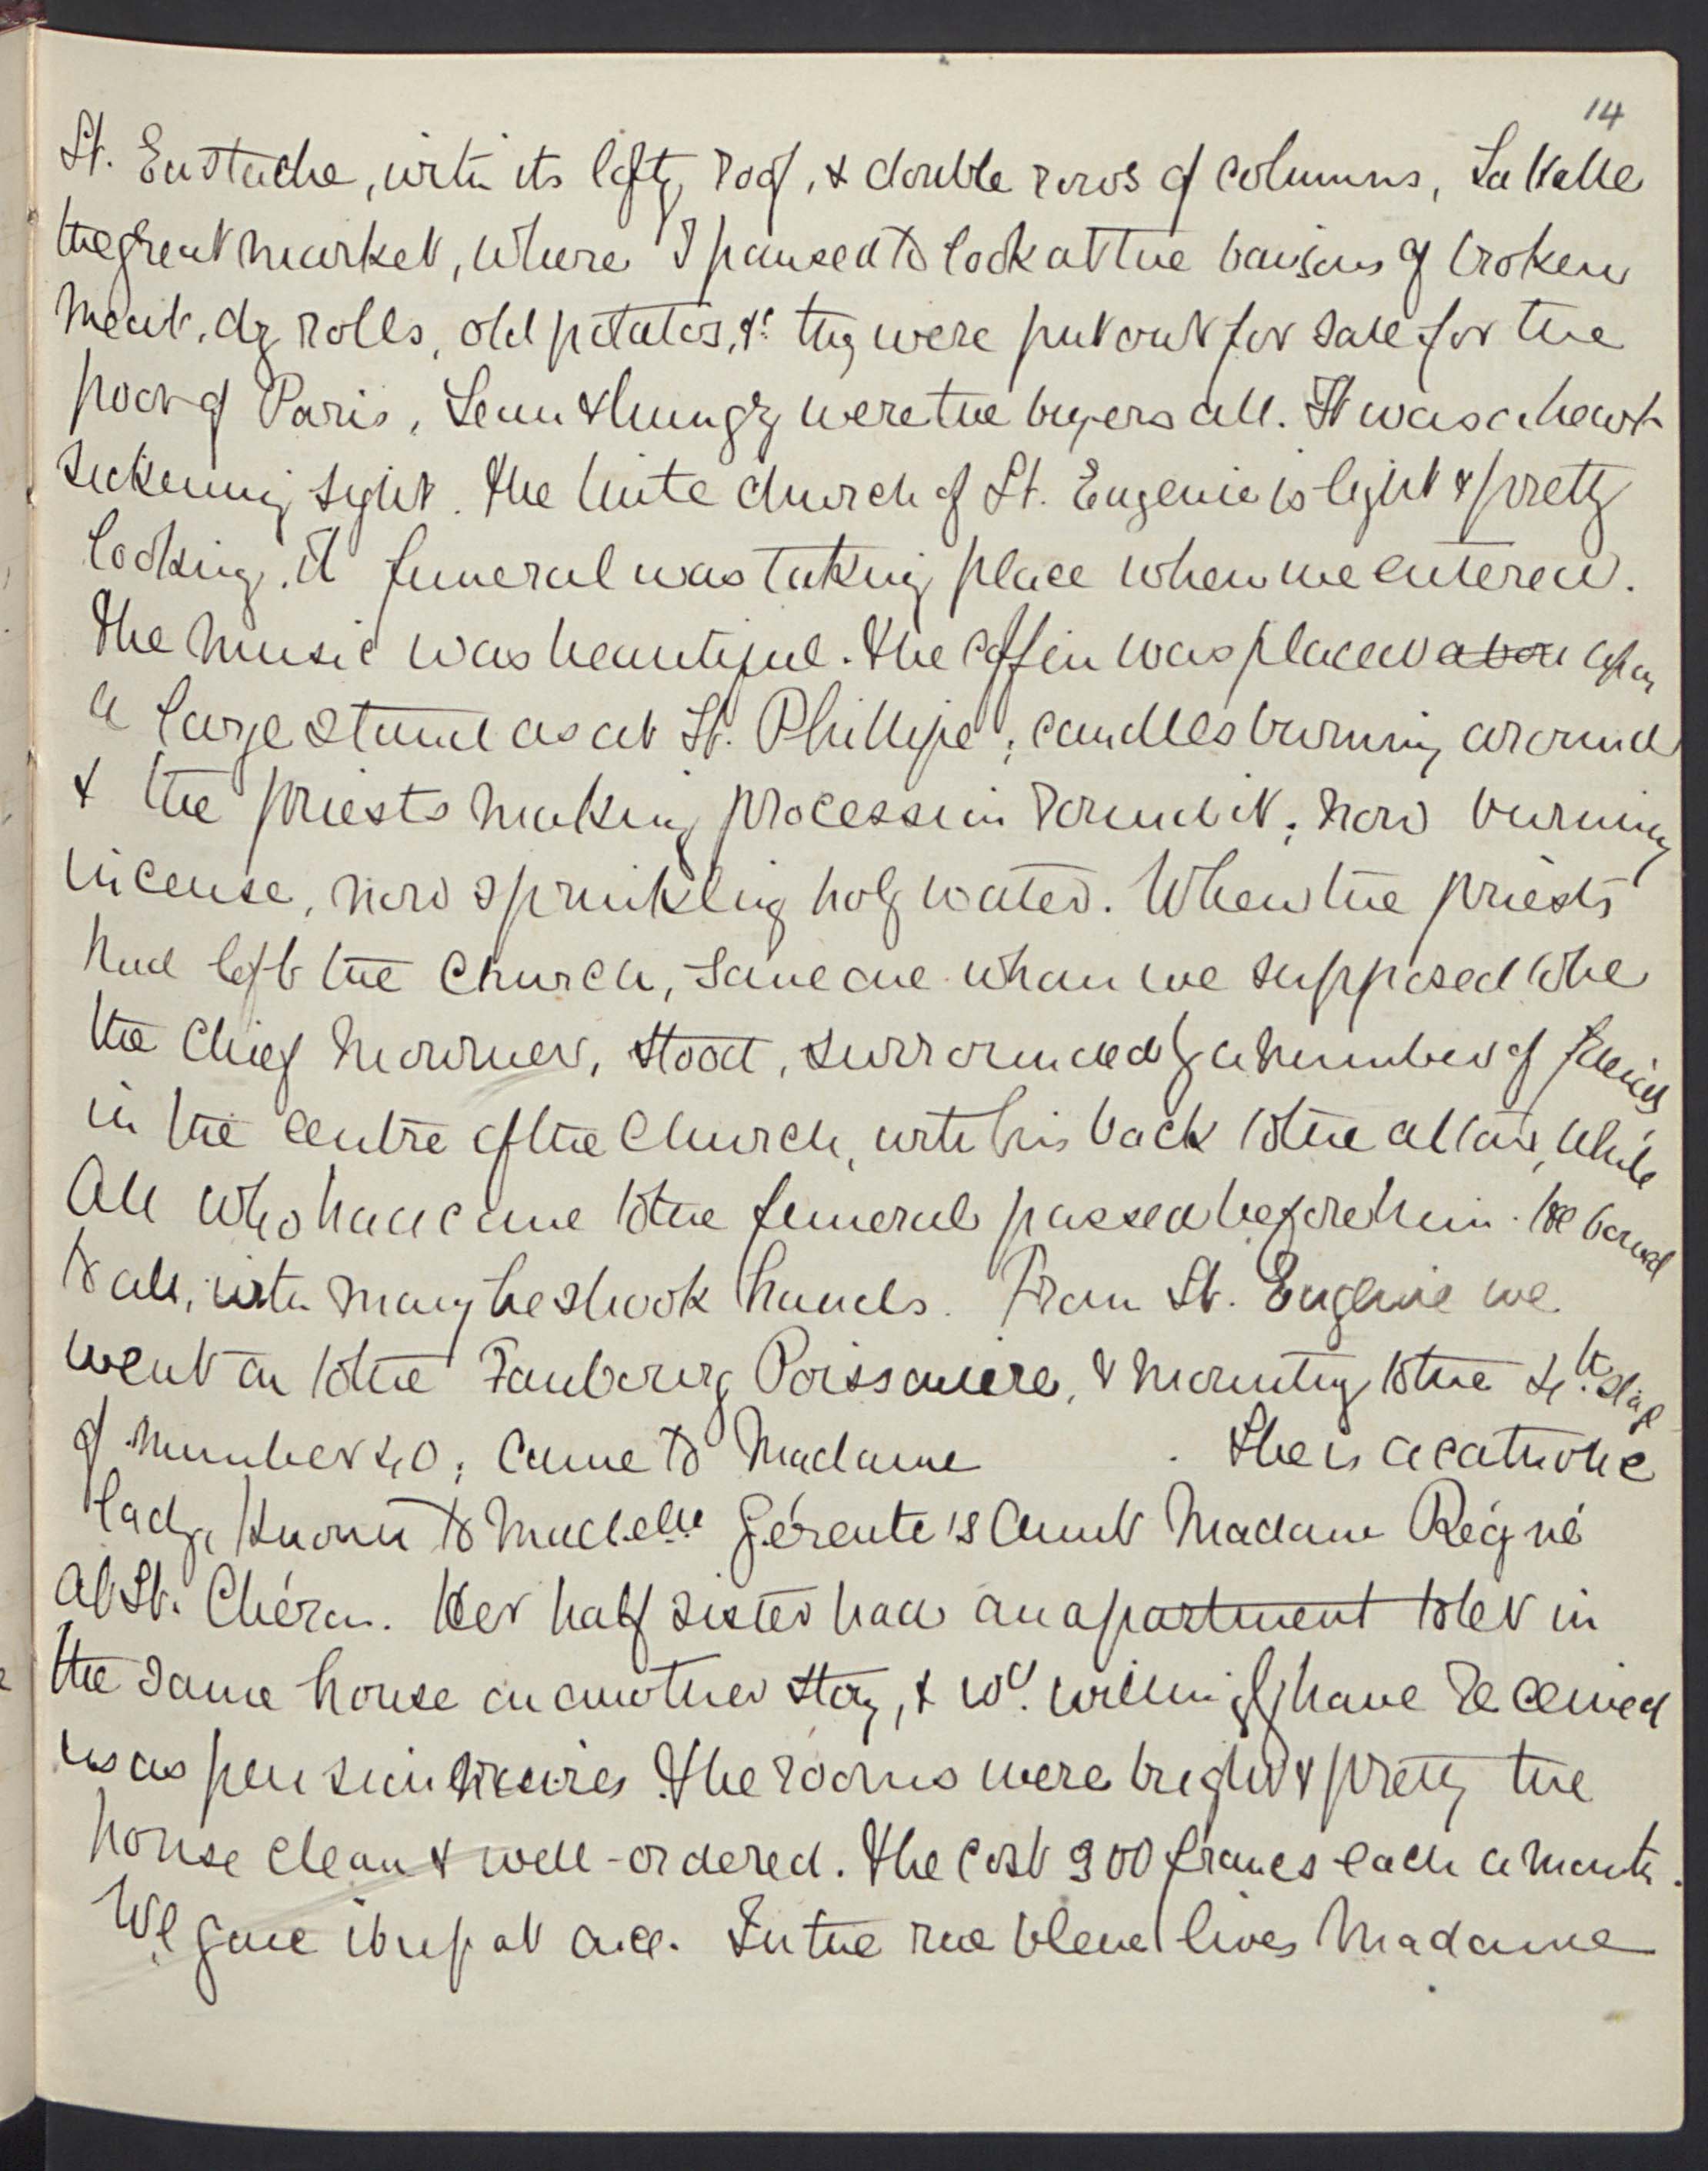 14
St. Eustache, with its lofty roof, & double rows of columns, La Halle
the great market, where I paused to look at the basins of broken
meat, dry rolls, old potatos, &c they were put out for sale for the
poor of Paris, Lean & hungry were the buyers all. It was a heart
sickening sight. The little church of St. Eugenie is light & pretty
looking. A funeral was taking place when we entered.
The music was beautiful. The coffin was placed above upon
a large stand as at St. Phillipe; candles burning around
& the priests making procession round it; now burning
incense, now sprinkling holy water. When the priests
had left the church, some one whom we supposed to be
the chief mourner, stood, surrounded by a number of friends
in the centre of the church, with his back to the altar, while
all who had come to the funeral passed before him. He bowed
to all, with many he shook hands. From St. Eugenie we
went on to the Faubourg Poissoniere, & mounting to the 4th. stage
of number 40; came to Madame . She is a catholic
lady, known to Madelle Gérente's Aunt Madame Régné
at St. Chéron. Her half sister had an apartment to let in
the same house on another story, & wd. willingly have received
us as pensionnaires. The rooms were bright & pretty the
house clean & well-ordered. The cost 300 francs each a month.
We gave it up at once. In the rue bleue lives Madame